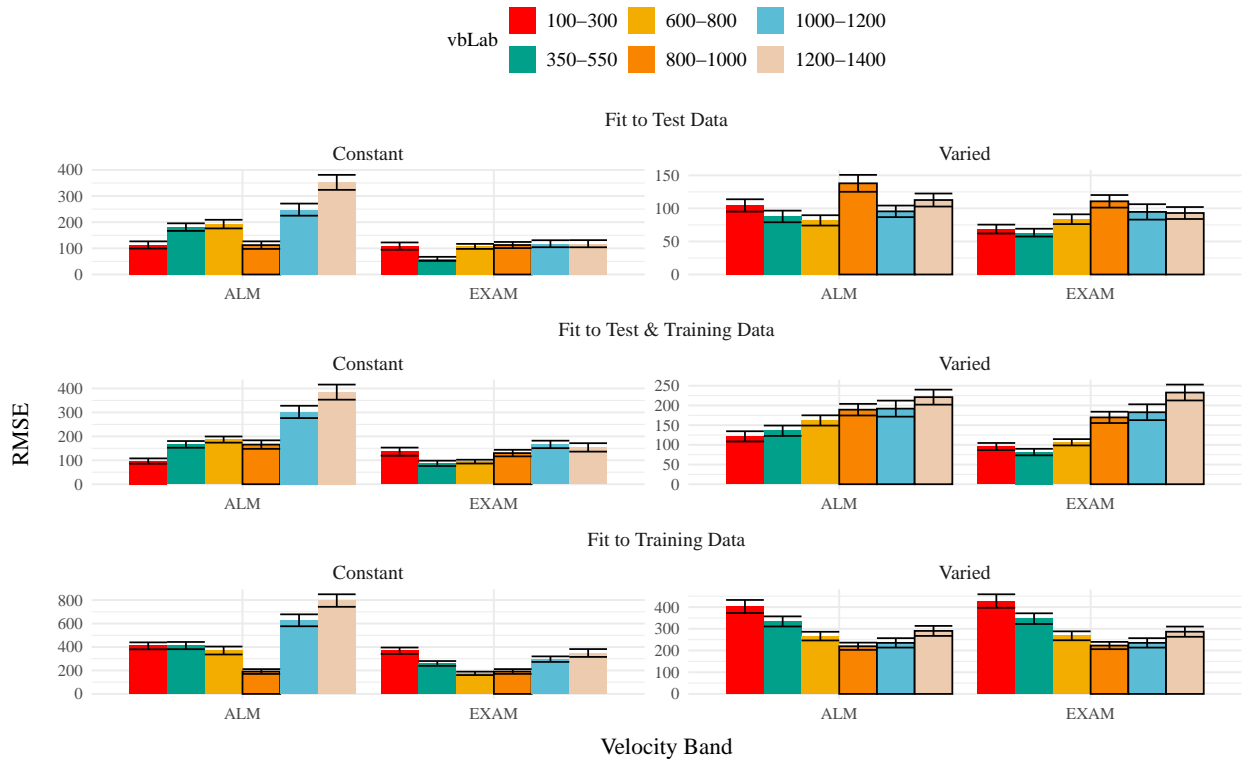 vbLab
100–300 600–800 1000–1200
350–550 800–1000 1200–1400
Fit to Test Data
Constant Varied
400
300
200
100
0
150
100
50
0
ALM EXAM ALM EXAM
Fit to Test & Training Data
Constant Varied
400
300
200
100
0
250
200
150
100
50
0
ALM EXAM ALM EXAM
Fit to Training Data
Constant Varied
800
600
400
200
0
400
300
200
100
0
ALM EXAM ALM EXAM
RMSE
Velocity Band